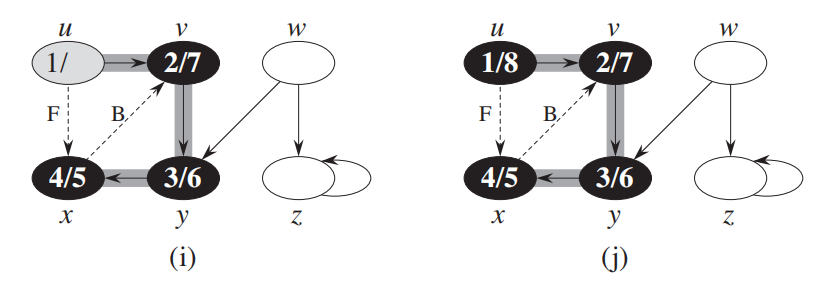 u v w u v w
1/ 2/7 1/8 2/7
F B F B
4/5 3/6 4/5 3/6
x y z x y z
(i) (j)